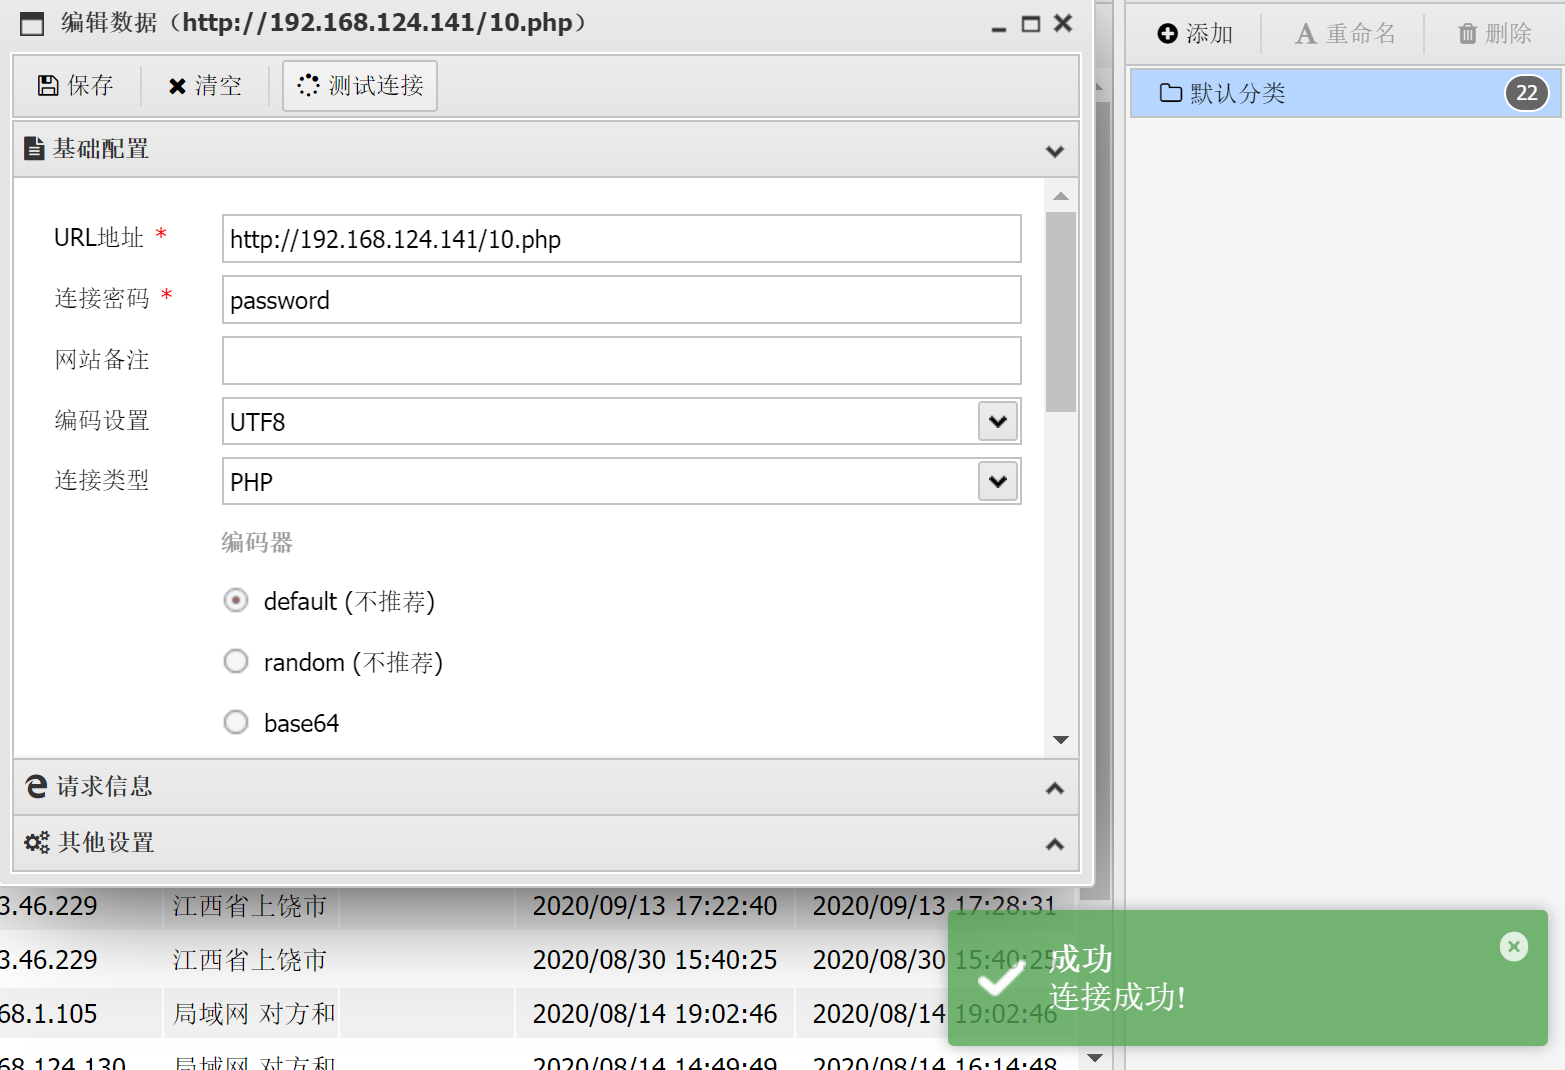 编辑数据（http://192.168.124.141/10.php）
保存 清空 测试连接
添加 重命名 删除
默认分类 22
基础配置
URL地址 * http://192.168.124.141/10.php
连接密码 * password
网站备注
编码设置 UTF8
连接类型 PHP
编码器
default (不推荐)
random (不推荐)
base64
请求信息
其他设置
3.46.229 江西省上饶市 2020/09/13 17:22:40 2020/09/13 17:28:31
3.46.229 江西省上饶市 2020/08/30 15:40:25 2020/08/30 15:40:25
68.1.105 局域网 对方和 2020/08/14 19:02:46 2020/08/14 19:02:46
68.124.130 局域网 对方和 2020/08/14 14:49:49 2020/08/14 16:14:48
成功
连接成功!